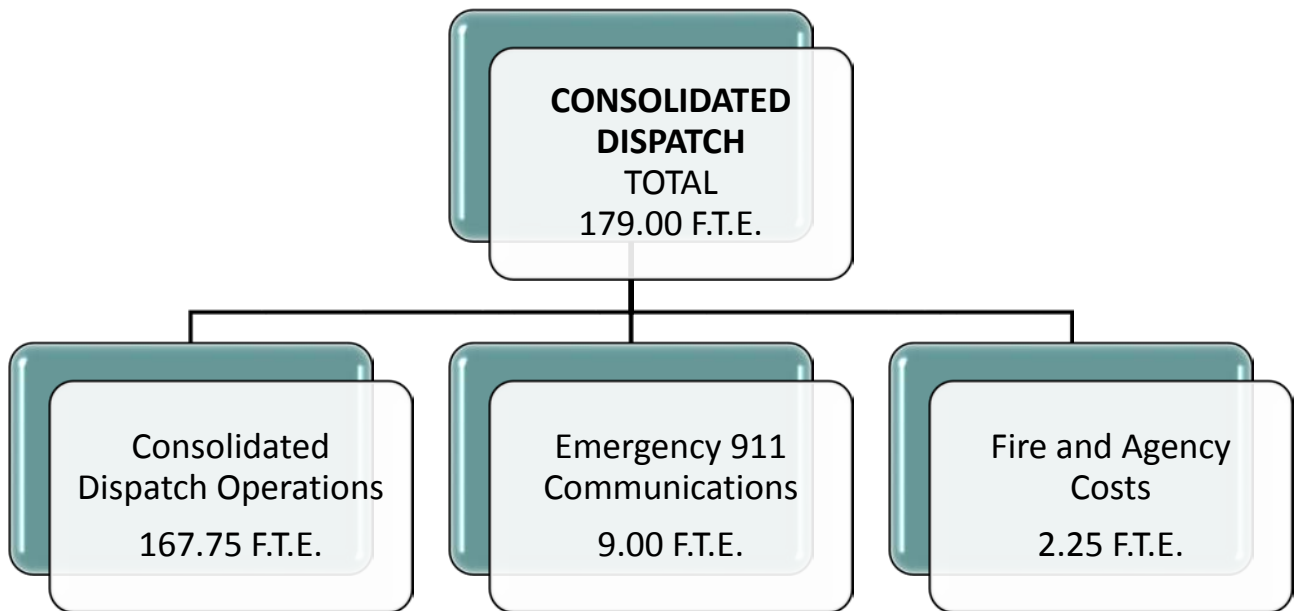 CONSOLIDATED
DISPATCH
TOTAL
179.00 F.T.E.
Consolidated
Dispatch Operations
167.75 F.T.E.
Emergency 911
Communications
9.00 F.T.E.
Fire and Agency
Costs
2.25 F.T.E.